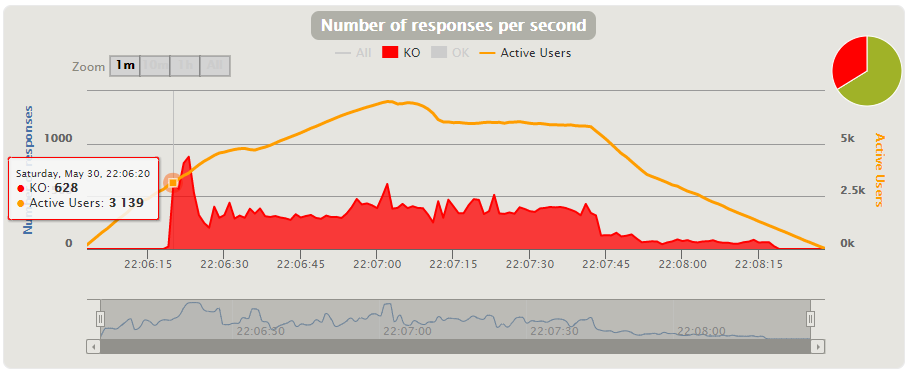 Number of responses per second
All KO OK Active Users
Zoom 1m 10m 1h All
1000
5k
responses
Active Users
Saturday, May 30, 22:06:20
KO: 628
Active Users: 3 139
2.5k
0
0k
22:06:15 22:06:30 22:06:45 22:07:00 22:07:15 22:07:30 22:07:45 22:08:00 22:08:15
22:06:30 22:07:00 22:07:30 22:08:00